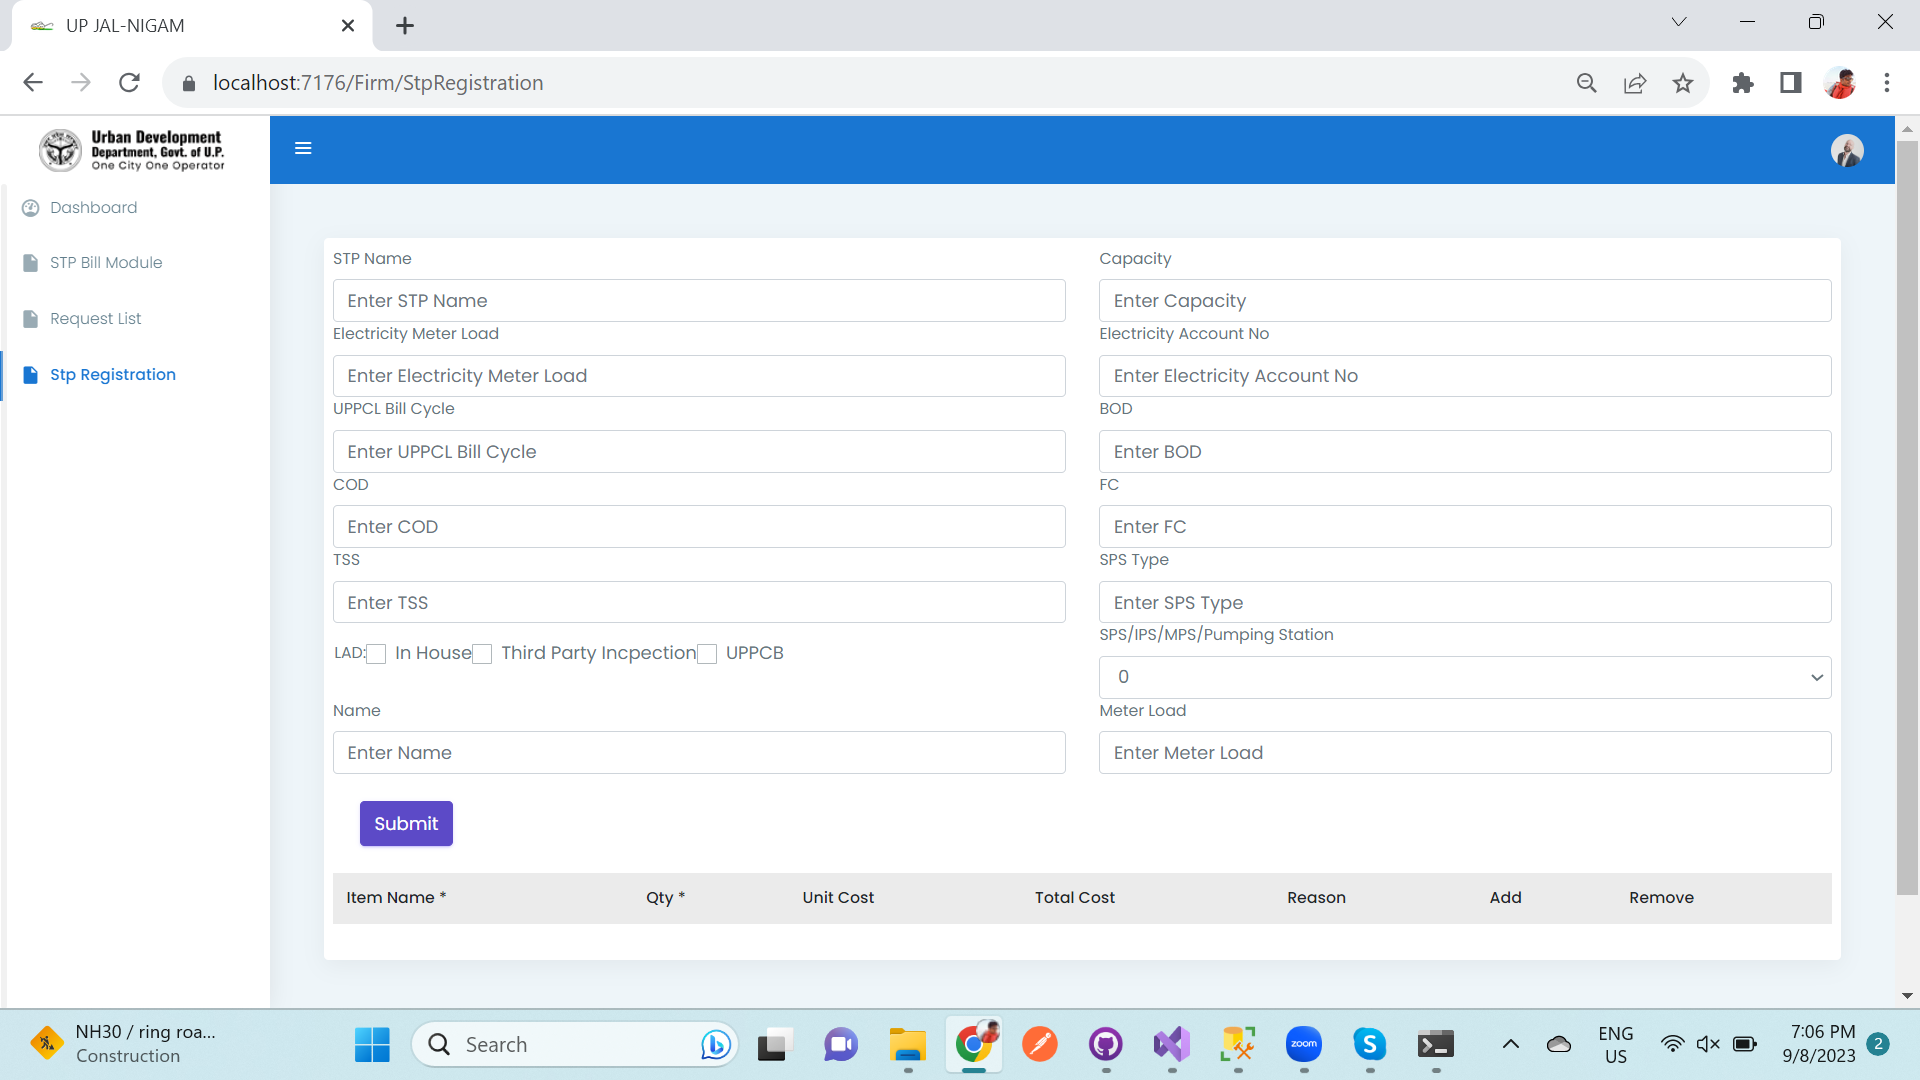 UP JAL-NIGAM
localhost:7176/Firm/StpRegistration
Urban Development
Department, Govt. of U.P.
One City One Operator
Dashboard
STP Bill Module
Request List
Stp Registration
STP Name
Capacity
Enter STP Name
Enter Capacity
Electricity Meter Load
Electricity Account No
Enter Electricity Meter Load
Enter Electricity Account No
UPPCL Bill Cycle
BOD
Enter UPPCL Bill Cycle
Enter BOD
COD
FC
Enter COD
Enter FC
TSS
SPS Type
Enter TSS
Enter SPS Type
LAD: In House Third Party Incpection UPPCB
SPS/IPS/MPS/Pumping Station
0
Name
Meter Load
Enter Name
Enter Meter Load
Submit
Item Name * Qty * Unit Cost Total Cost Reason Add Remove
NH30 / ring roa...
Construction
Search
zoom
ENG
US
7:06 PM
9/8/2023
2